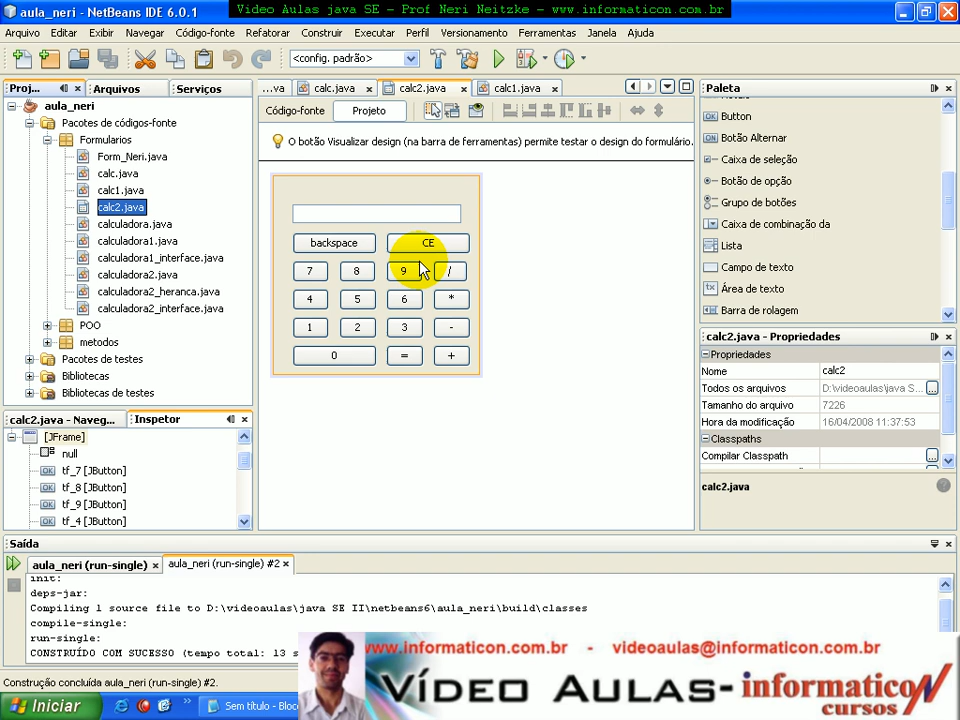 aula_neri - NetBeans IDE 6.0.1
Video Aulas java SE - Prof Neri Neitzke - www.informaticon.com.br
Arquivo Editar Exibir Navegar Código-fonte Refatorar Construir Executar Perfil Versionamento Ferramentas Janela Ajuda
<config. padrão>
Proj...
Arquivos
Serviços
aula_neri
Pacotes de códigos-fonte
Formularios
Form_Neri.java
calc.java
calc1.java
calc2.java
calculadora.java
calculadora1.java
calculadora1_interface.java
calculadora2.java
calculadora2_heranca.java
calculadora2_interface.java
POO
metodos
Pacotes de testes
Bibliotecas
Bibliotecas de testes
calc2.java - Naveg...
Inspetor
[JFrame]
null
tf_7 [JButton]
tf_8 [JButton]
tf_9 [JButton]
tf_4 [JButton]
...va
calc.java
calc2.java
calc1.java
Código-fonte
Projeto
O botão Visualizar design (na barra de ferramentas) permite testar o design do formulário.
backspace CE
7 8 9 /
4 5 6 *
1 2 3 -
0 = +
Paleta
Button
Botão Alternar
Caixa de seleção
Botão de opção
Grupo de botões
Caixa de combinação da
Lista
Campo de texto
Área de texto
Barra de rolagem
calc2.java - Propriedades
Propriedades
Nome calc2
Todos os arquivos D:\videoaulas\java S...
Tamanho do arquivo 7226
Hora da modificação 16/04/2008 11:37:53
Classpaths
Compilar Classpath
calc2.java
Saída
aula_neri (run-single)
aula_neri (run-single) #2
init:
deps-jar:
Compiling 1 source file to D:\videoaulas\java SE II\netbeans6\aula_neri\build\classes
compile-single:
run-single:
CONSTRUÍDO COM SUCESSO (tempo total: 13 s
Construção concluída aula_neri (run-single) #2.
Iniciar
Sem título - Bloc
www.informaticon.com.br - videoaulas@informaticon.com.br
VÍDEO AULAS-informaticon
cursos